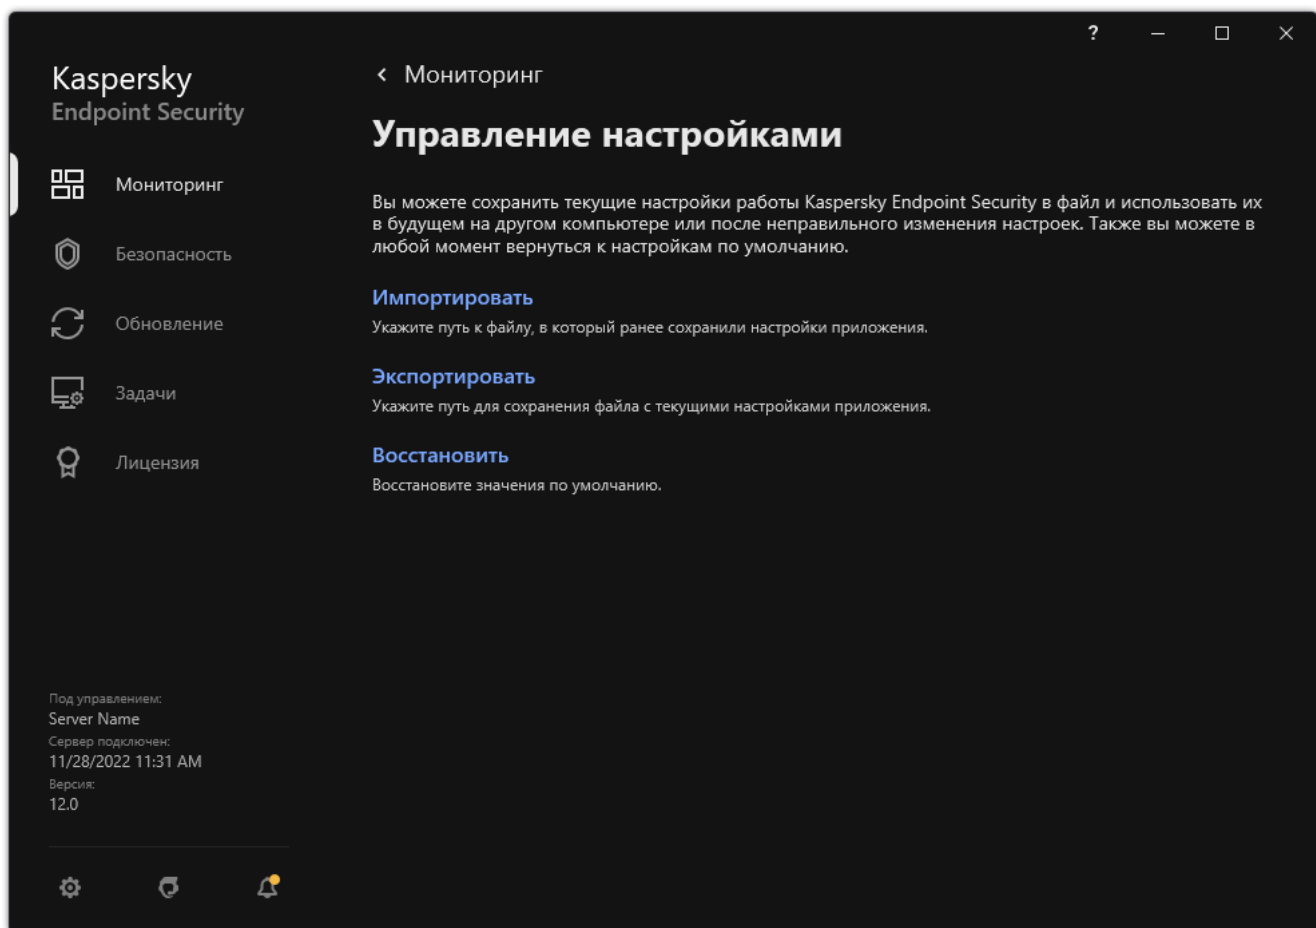 ?
Kaspersky
Endpoint Security
Мониторинг
Безопасность
Обновление
Задачи
Лицензия
Под управлением:
Server Name
Сервер подключен:
11/28/2022 11:31 AM
Версия:
12.0
Мониторинг
Управление настройками
Вы можете сохранить текущие настройки работы Kaspersky Endpoint Security в файл и использовать их
в будущем на другом компьютере или после неправильного изменения настроек. Также вы можете в
любой момент вернуться к настройкам по умолчанию.
Импортировать
Укажите путь к файлу, в который ранее сохранили настройки приложения.
Экспортировать
Укажите путь для сохранения файла с текущими настройками приложения.
Восстановить
Восстановите значения по умолчанию.